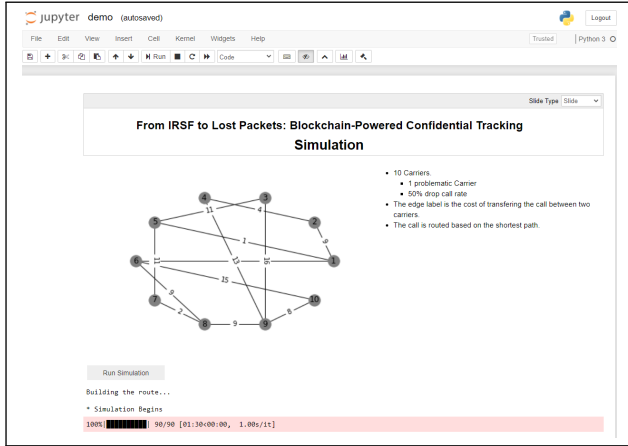 jupyter demo (autosaved)
Logout
File Edit View Insert Cell Kernel Widgets Help
Trusted
Python 3
Run
Code
Slide Type Slide
From IRSF to Lost Packets: Blockchain-Powered Confidential Tracking
Simulation
10 Carriers.
1 problematic Carrier
50% drop call rate
The edge label is the cost of transfering the call between two
carriers.
The call is routed based on the shortest path.
4 3
11 4
5 2
1 9
6 11 13 16 1
15
9
7 10
2 8
8 9 9
Run Simulation
Building the route...
* Simulation Begins
100%| | 90/90 [01:30<00:00, 1.00s/it]